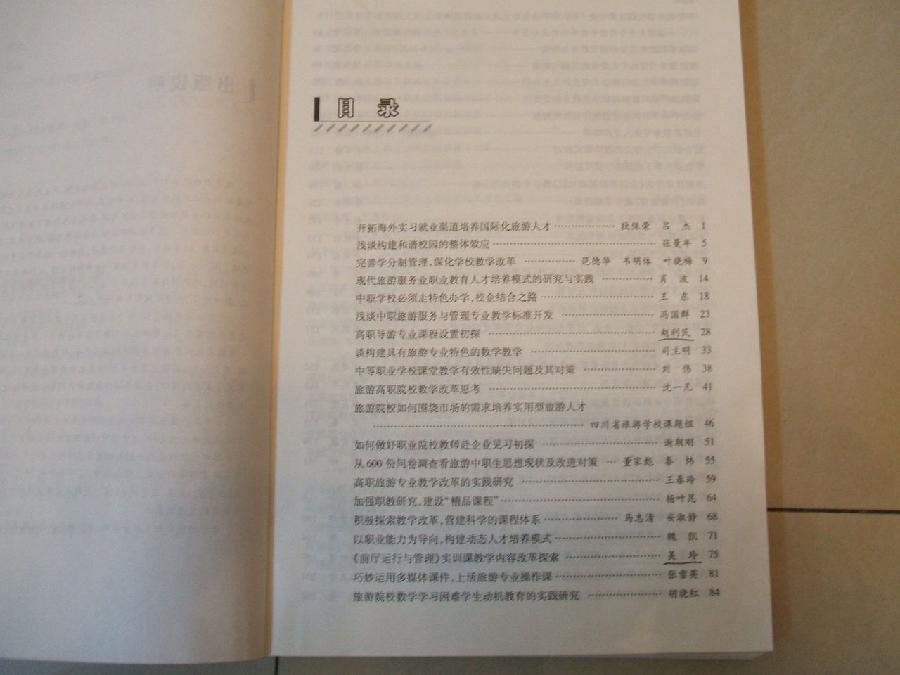 目 录
开拓海外实习就业渠道培养国际化旅游人才 狄保荣 吕 杰 1
浅谈构建和谐校园的整体效应 张曼年 5
完善学分制管理,深化学校教学改革 范德华 韦明体 叶晓梅 9
现代旅游服务业职业教育人才培养模式的研究与实践 肖 波 14
中职学校必须走特色办学,校企结合之路 王 东 18
浅谈中职旅游服务与管理专业教学标准开发 冯国群 23
高职导游专业课程设置初探 赵利民 28
谈构建具有旅游专业特色的数学教学 司立明 33
中等职业学校课堂教学有效性缺失问题及其对策 刘 伟 38
旅游高职院校教学改革思考 沈一凡 41
旅游院校如何围绕市场的需求培养实用型旅游人才
四川省旅游学校课题组 46
如何做好职业院校教师赴企业见习初探 谢朝明 51
从600份问卷调查看旅游中职生思想现状及改进对策 董家彪 秦 炜 55
高职旅游专业教学改革的实践研究 王春玲 59
加强职教研究,建设“精品课程” 杨叶昆 64
积极探索教学改革,营建科学的课程体系 马志清 安淑静 68
以职业能力为导向,构建动态人才培养模式 魏 凯 71
《前厅运行与管理》实训课教学内容改革探索 吴 玲 75
巧妙运用多媒体课件,上活旅游专业操作课 张雪英 81
旅游院校数学学习困难学生动机教育的实践研究 胡晓红 84